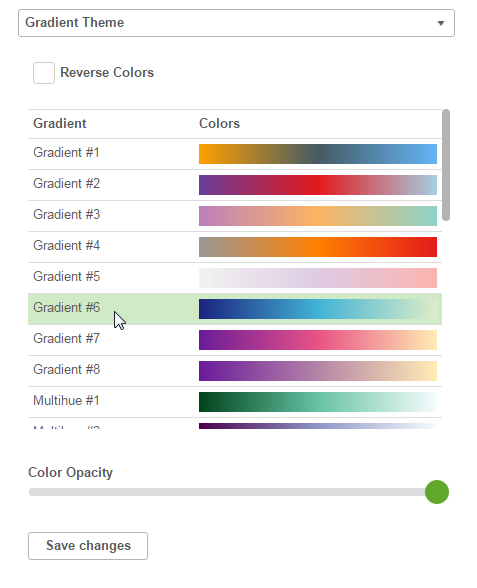 Gradient Theme
Reverse Colors
Gradient Colors
Gradient #1
Gradient #2
Gradient #3
Gradient #4
Gradient #5
Gradient #6
Gradient #7
Gradient #8
Multihue #1
Color Opacity
Save changes